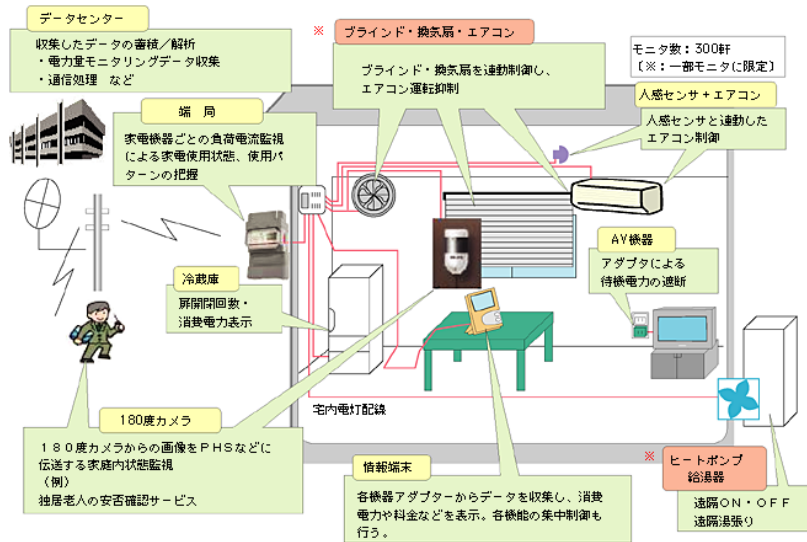 データセンター
収集したデータの蓄積／解析
・電力量モニタリングデータ収集
・通信処理　など
※
ブラインド・換気扇・エアコン
ブラインド・換気扇を連動制御し、
エアコン運転抑制
モニタ数：300軒
〔※：一部モニタに限定〕
人感センサ＋エアコン
人感センサと連動した
エアコン制御
端　局
家電機器ごとの負荷電流監視
による家電使用状態、使用パ
ターンの把握
AV機器
アダプタによる
待機電力の遮断
冷蔵庫
扉開閉回数・
消費電力表示
宅内電灯配線
180度カメラ
１８０度カメラからの画像をＰＨＳなどに
伝送する家庭内状態監視
（例）
独居老人の安否確認サービス
情報端末
各機器アダプターからデータを収集し、消費
電力や料金などを表示。各機能の集中制御も
行う。
※
ヒートポンプ
給湯器
遠隔ＯＮ・ＯＦＦ
遠隔湯張り